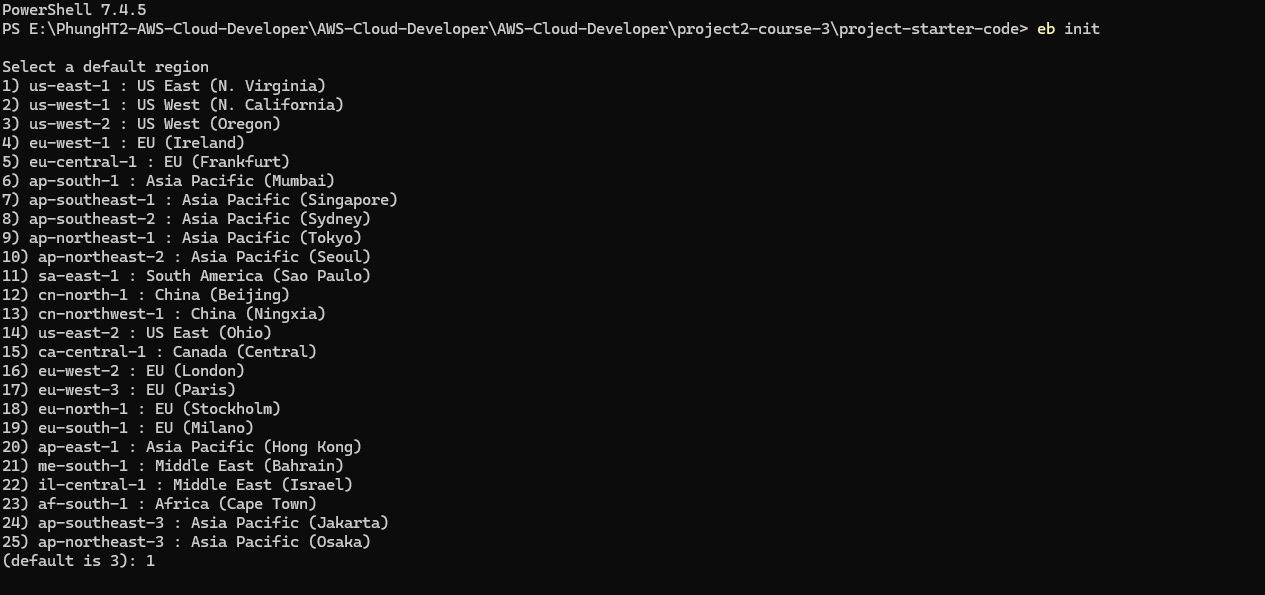 PowerShell 7.4.5
PS E:\PhungHT2-AWS-Cloud-Developer\AWS-Cloud-Developer\AWS-Cloud-Developer\project2-course-3\project-starter-code> eb init
Select a default region
1) us-east-1 : US East (N. Virginia)
2) us-west-1 : US West (N. California)
3) us-west-2 : US West (Oregon)
4) eu-west-1 : EU (Ireland)
5) eu-central-1 : EU (Frankfurt)
6) ap-south-1 : Asia Pacific (Mumbai)
7) ap-southeast-1 : Asia Pacific (Singapore)
8) ap-southeast-2 : Asia Pacific (Sydney)
9) ap-northeast-1 : Asia Pacific (Tokyo)
10) ap-northeast-2 : Asia Pacific (Seoul)
11) sa-east-1 : South America (Sao Paulo)
12) cn-north-1 : China (Beijing)
13) cn-northwest-1 : China (Ningxia)
14) us-east-2 : US East (Ohio)
15) ca-central-1 : Canada (Central)
16) eu-west-2 : EU (London)
17) eu-west-3 : EU (Paris)
18) eu-north-1 : EU (Stockholm)
19) eu-south-1 : EU (Milano)
20) ap-east-1 : Asia Pacific (Hong Kong)
21) me-south-1 : Middle East (Bahrain)
22) il-central-1 : Middle East (Israel)
23) af-south-1 : Africa (Cape Town)
24) ap-southeast-3 : Asia Pacific (Jakarta)
25) ap-northeast-3 : Asia Pacific (Osaka)
(default is 3): 1